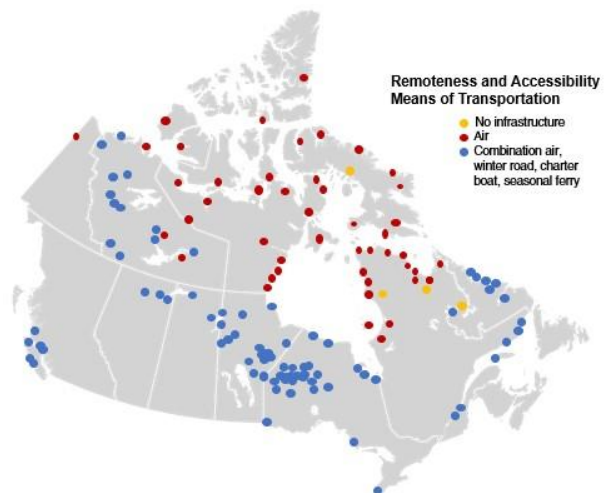 Remoteness and Accessibility
Means of Transportation
No infrastructure
Air
Combination air,
winter road, charter
boat, seasonal ferry